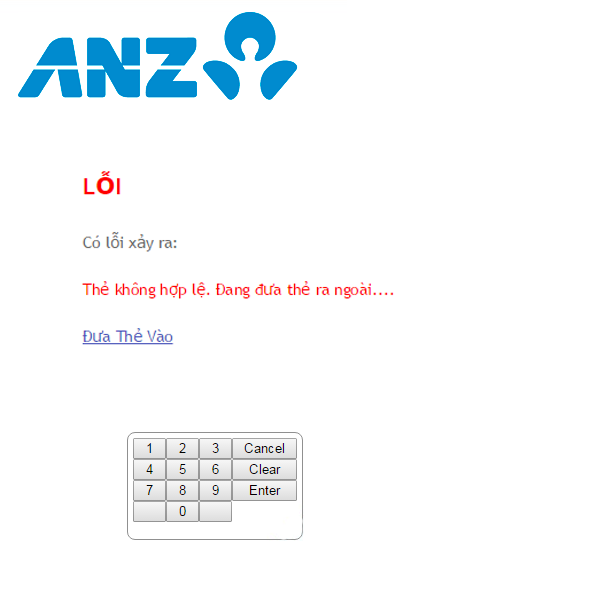 ANZ
LỖI
Có lỗi xảy ra:
Thẻ không hợp lệ. Đang đưa thẻ ra ngoài....
Đưa Thẻ Vào
1 2 3 Cancel
4 5 6 Clear
7 8 9 Enter
0